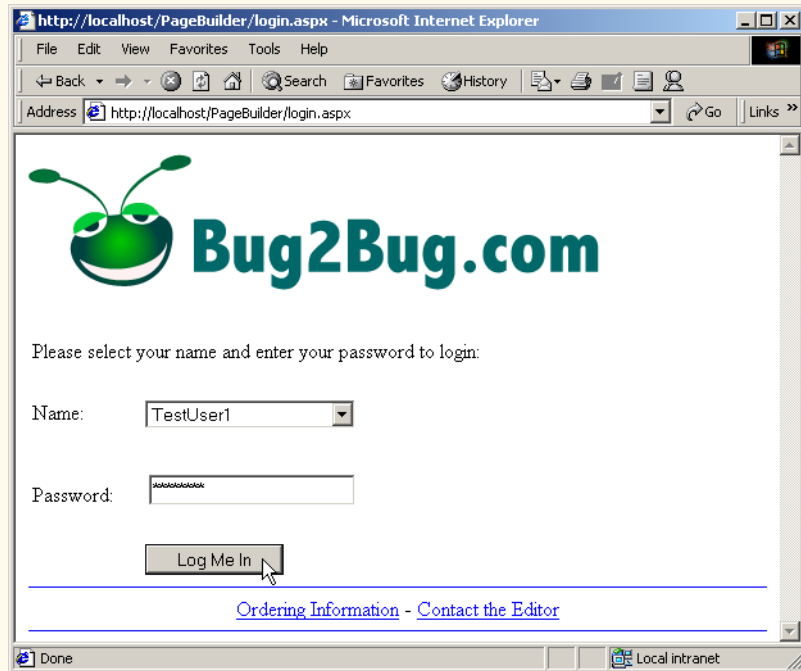 http://localhost/PageBuilder/login.aspx - Microsoft Internet Explorer
File Edit View Favorites Tools Help
Back Search Favorites History
Address http://localhost/PageBuilder/login.aspx Go Links »
Bug2Bug.com
Please select your name and enter your password to login:
Name: TestUser1
Password: *********
Log Me In
Ordering Information - Contact the Editor
Done Local intranet